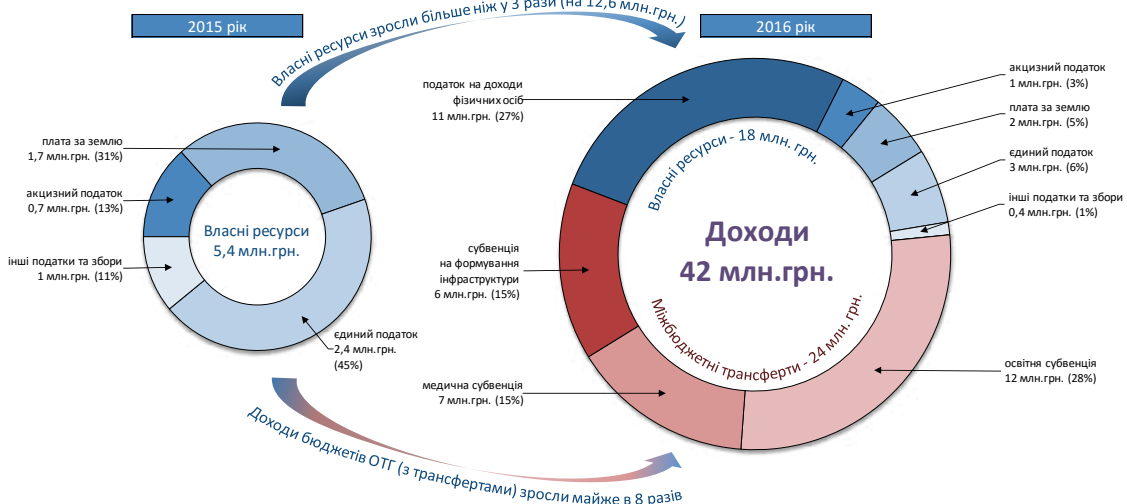 Власні ресурси зросли більше ніж у 3 рази (на 12,6 млн.грн.)
2015 рік
2016 рік
плата за землю
1,7 млн.грн. (31%)
акцизний податок
0,7 млн.грн. (13%)
інші податки та збори
1 млн.грн. (11%)
єдиний податок
2,4 млн.грн.
(45%)
Власні ресурси
5,4 млн.грн.
податок на доходи
фізичних осіб
11 млн.грн. (27%)
акцизний податок
1 млн.грн. (3%)
плата за землю
2 млн.грн. (5%)
єдиний податок
3 млн.грн. (6%)
інші податки та збори
0,4 млн.грн. (1%)
Власні ресурси - 18 млн. грн.
Доходи
42 млн.грн.
Міжбюджетні трансферти - 24 млн. грн.
субвенція
на формування
інфраструктури
6 млн.грн. (15%)
медична субвенція
7 млн.грн. (15%)
освітня субвенція
12 млн.грн. (28%)
Доходи бюджетів ОТГ (з трансфертами) зросли майже в 8 разів